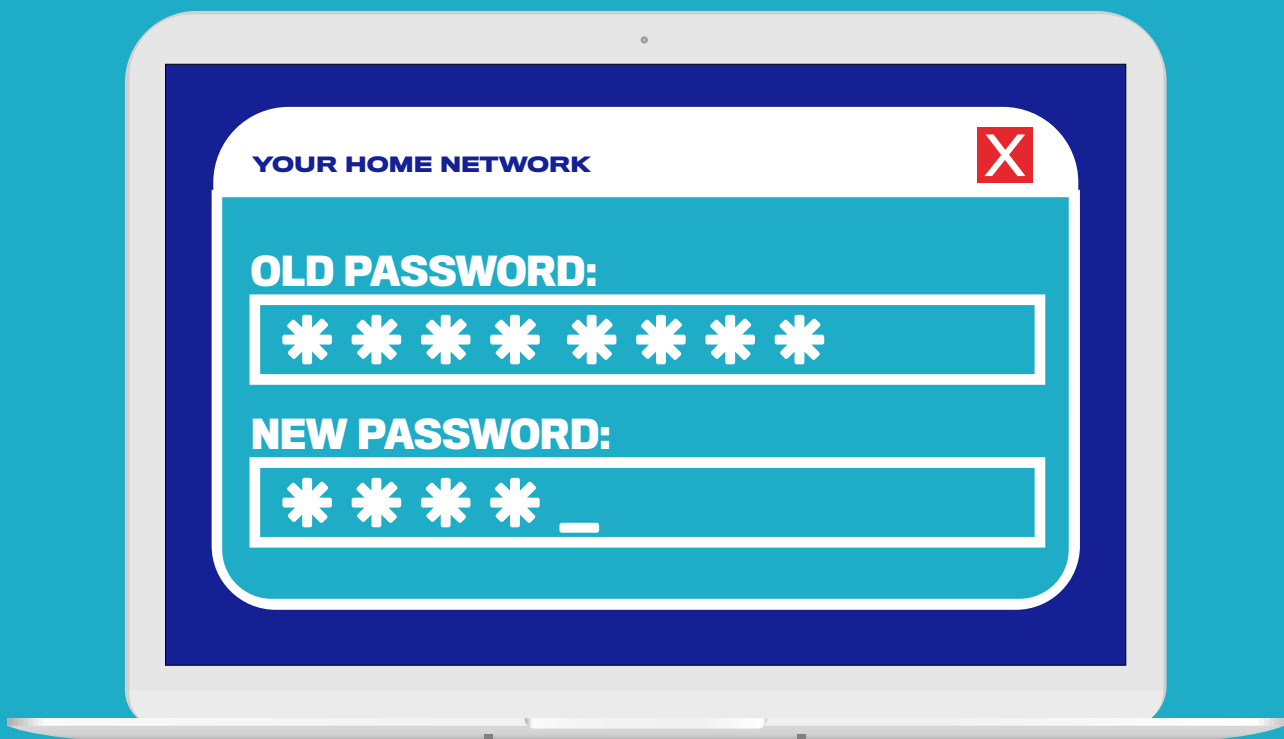 YOUR HOME NETWORK X
OLD PASSWORD:
* * * * * * * *
NEW PASSWORD:
* * * * _